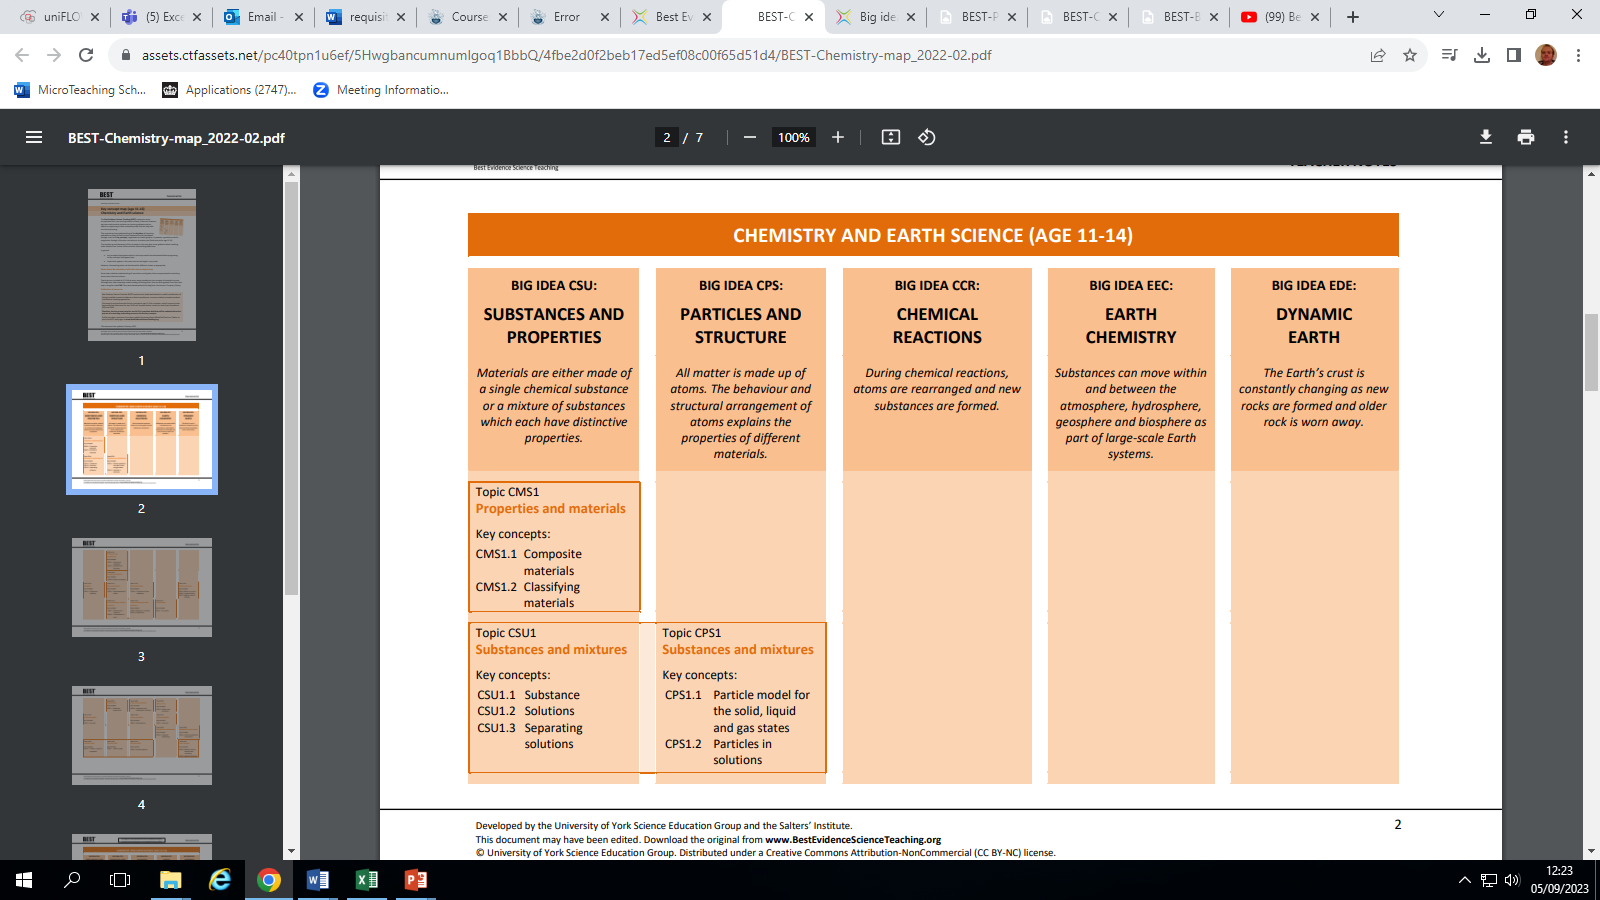 uniFLO
(5) Exce
Email -
requisit
Course
Error
Best Ev
BEST-C
Big ide
BEST-P
BEST-C
BEST-B
(99) Be
assets.ctfassets.net/pc40tpn1u6ef/5HwgbancumnumIgoq1BbbQ/4fbe2d0f2beb17ed5ef08c00f65d51d4/BEST-Chemistry-map_2022-02.pdf
MicroTeaching Sch...
Applications (2747)...
Meeting Informatio...
BEST-Chemistry-map_2022-02.pdf
2 / 7
100%
Best Evidence Science Teaching
TEACHER NOTES
CHEMISTRY AND EARTH SCIENCE (AGE 11-14)
BIG IDEA CSU:
SUBSTANCES AND
PROPERTIES
Materials are either made of
a single chemical substance
or a mixture of substances
which each have distinctive
properties.
BIG IDEA CPS:
PARTICLES AND
STRUCTURE
All matter is made up of
atoms. The behaviour and
structural arrangement of
atoms explains the
properties of different
materials.
BIG IDEA CCR:
CHEMICAL
REACTIONS
During chemical reactions,
atoms are rearranged and new
substances are formed.
BIG IDEA EEC:
EARTH
CHEMISTRY
Substances can move within
and between the
atmosphere, hydrosphere,
geosphere and biosphere as
part of large-scale Earth
systems.
BIG IDEA EDE:
DYNAMIC
EARTH
The Earth's crust is
constantly changing as new
rocks are formed and older
rock is worn away.
Topic CMS1
Properties and materials
Key concepts:
CMS1.1 Composite
materials
CMS1.2 Classifying
materials
Topic CSU1
Substances and mixtures
Key concepts:
CSU1.1 Substance
CSU1.2 Solutions
CSU1.3 Separating
solutions
Topic CPS1
Substances and mixtures
Key concepts:
CPS1.1 Particle model for
the solid, liquid
and gas states
CPS1.2 Particles in
solutions
Developed by the University of York Science Education Group and the Salters' Institute.
This document may have been edited. Download the original from www.BestEvidenceScienceTeaching.org
© University of York Science Education Group. Distributed under a Creative Commons Attribution-NonCommercial (CC BY-NC) license.
2
BEST
1
BEST
2
BEST
3
BEST
4
12:23
05/09/2023